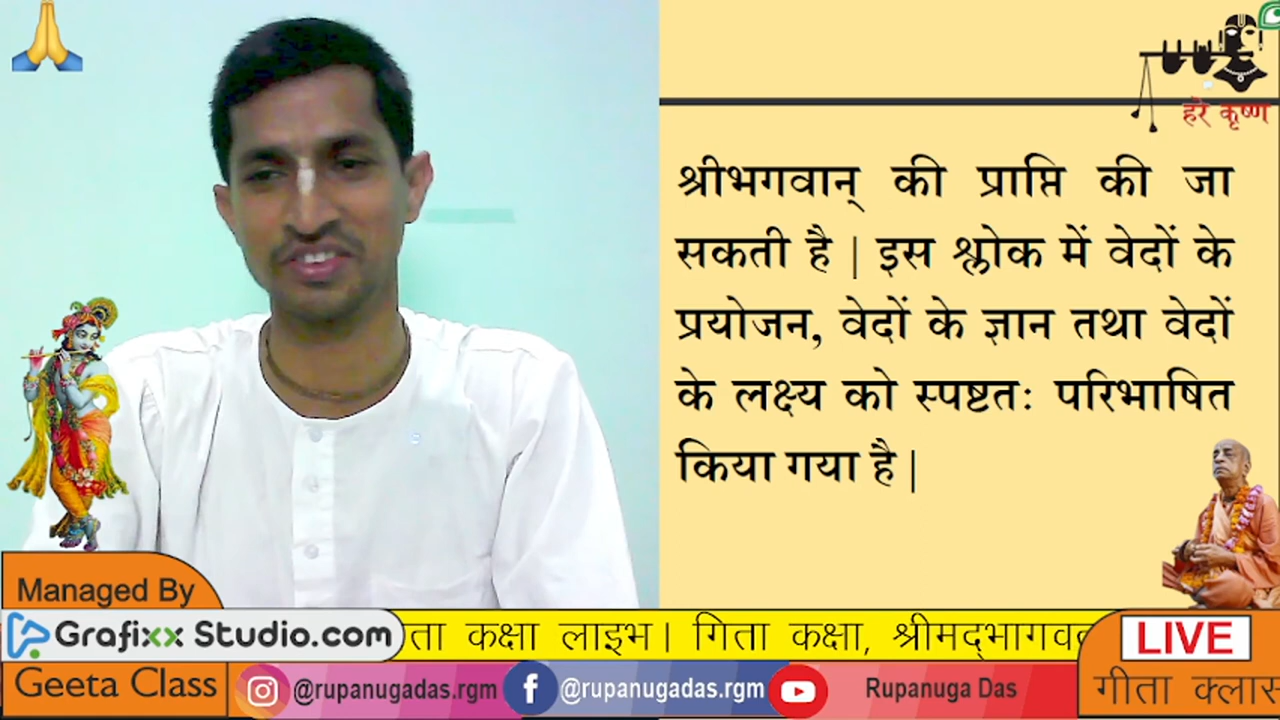 हरे कृष्ण
श्रीभगवान् की प्राप्ति की जा
सकती है | इस श्लोक में वेदों के
प्रयोजन, वेदों के ज्ञान तथा वेदों
के लक्ष्य को स्पष्टतः परिभाषित
किया गया है |
Managed By
Grafixx Studio.com
ता कक्षा लाइभ। गिता कक्षा, श्रीमद्भागवत
LIVE
Geeta Class
@rupanugadas.rgm
@rupanugadas.rgm
Rupanuga Das
गीता क्लास